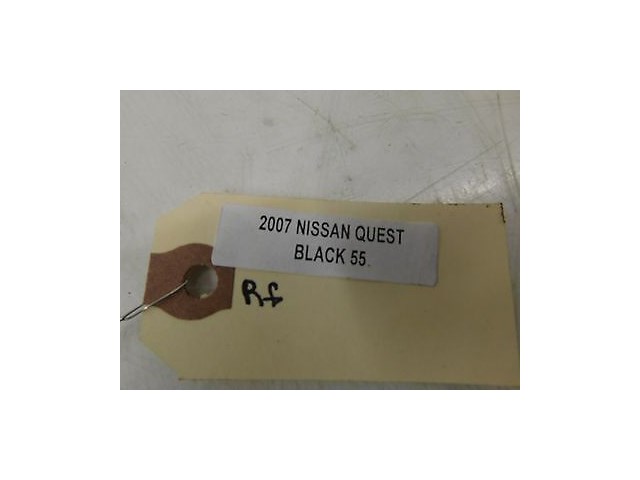 2007 NISSAN QUEST
BLACK 55
Rf